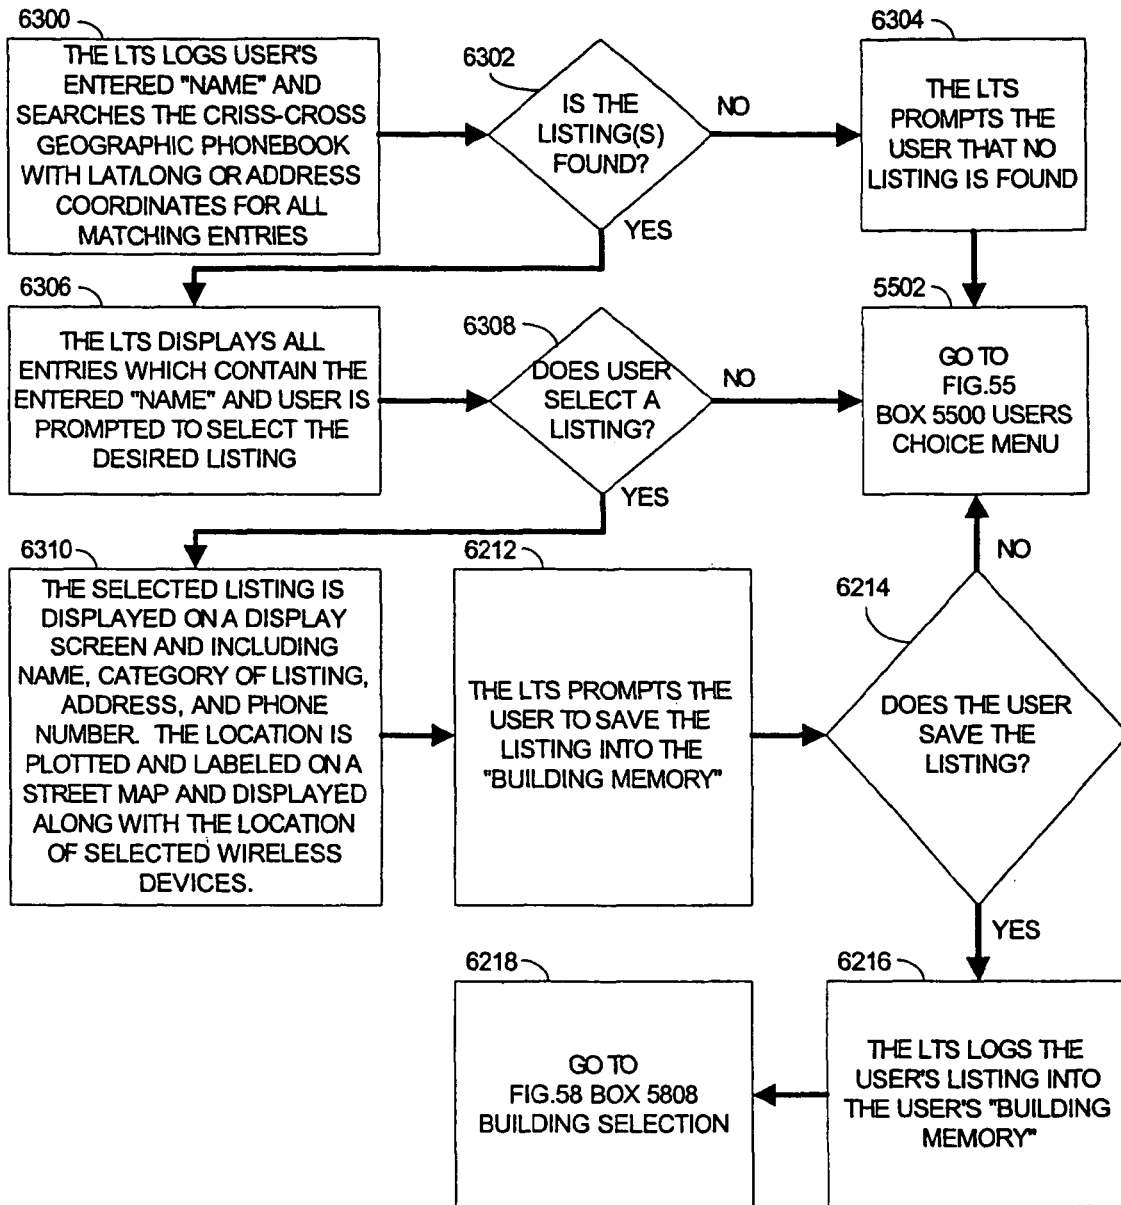 6300
THE LTS LOGS USER'S
ENTERED "NAME" AND
SEARCHES THE CRISS-CROSS
GEOGRAPHIC PHONEBOOK
WITH LAT/LONG OR ADDRESS
COORDINATES FOR ALL
MATCHING ENTRIES
6302
IS THE
LISTING(S)
FOUND?
NO
YES
6304
THE LTS
PROMPTS THE
USER THAT NO
LISTING IS FOUND
6306
THE LTS DISPLAYS ALL
ENTRIES WHICH CONTAIN THE
ENTERED "NAME" AND USER IS
PROMPTED TO SELECT THE
DESIRED LISTING
6308
DOES USER
SELECT A
LISTING?
NO
YES
5502
GO TO
FIG.55
BOX 5500 USERS
CHOICE MENU
6310
THE SELECTED LISTING IS
DISPLAYED ON A DISPLAY
SCREEN AND INCLUDING
NAME, CATEGORY OF LISTING,
ADDRESS, AND PHONE
NUMBER. THE LOCATION IS
PLOTTED AND LABELED ON A
STREET MAP AND DISPLAYED
ALONG WITH THE LOCATION
OF SELECTED WIRELESS
DEVICES.
6212
THE LTS PROMPTS THE
USER TO SAVE THE
LISTING INTO THE
"BUILDING MEMORY"
6214
DOES THE USER
SAVE THE
LISTING?
NO
YES
6216
THE LTS LOGS THE
USER'S LISTING INTO
THE USER'S "BUILDING
MEMORY"
6218
GO TO
FIG.58 BOX 5808
BUILDING SELECTION